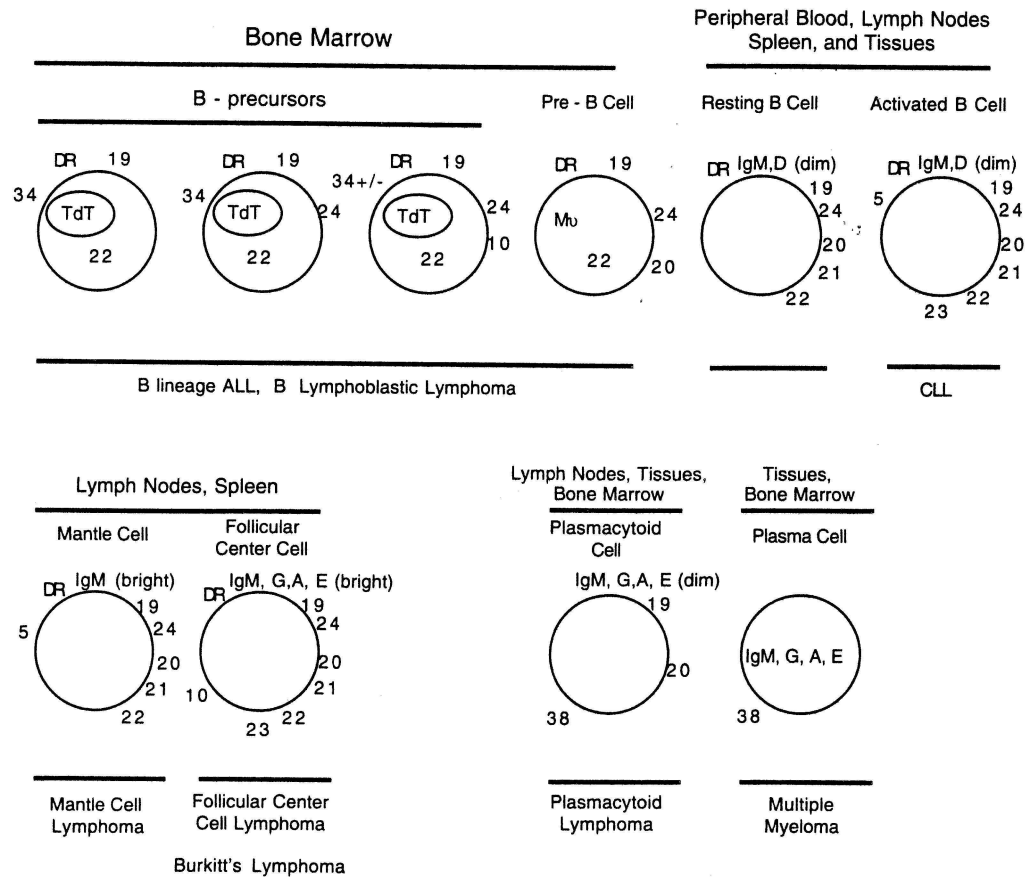 Bone Marrow
Peripheral Blood, Lymph Nodes
Spleen, and Tissues
B - precursors
Pre - B Cell
Resting B Cell
Activated B Cell
DR 19
34
TdT
22
DR 19
34
TdT
24
22
DR 19
34+/-
TdT
24
10
22
DR 19
Mυ
24
22
20
DR IgM,D (dim)
19
24
20
21
22
DR IgM,D (dim)
5
19
24
20
21
22
23
B lineage ALL, B Lymphoblastic Lymphoma
CLL
Lymph Nodes, Spleen
Lymph Nodes, Tissues,
Bone Marrow
Tissues,
Bone Marrow
Mantle Cell
Follicular
Center Cell
Plasmacytoid
Cell
Plasma Cell
DR IgM (bright)
5
19
24
20
21
22
DR IgM, G,A, E (bright)
19
24
20
21
10
22
23
IgM, G,A, E (dim)
19
20
38
IgM, G, A, E
38
Mantle Cell
Lymphoma
Follicular Center
Cell Lymphoma
Burkitt's Lymphoma
Plasmacytoid
Lymphoma
Multiple
Myeloma